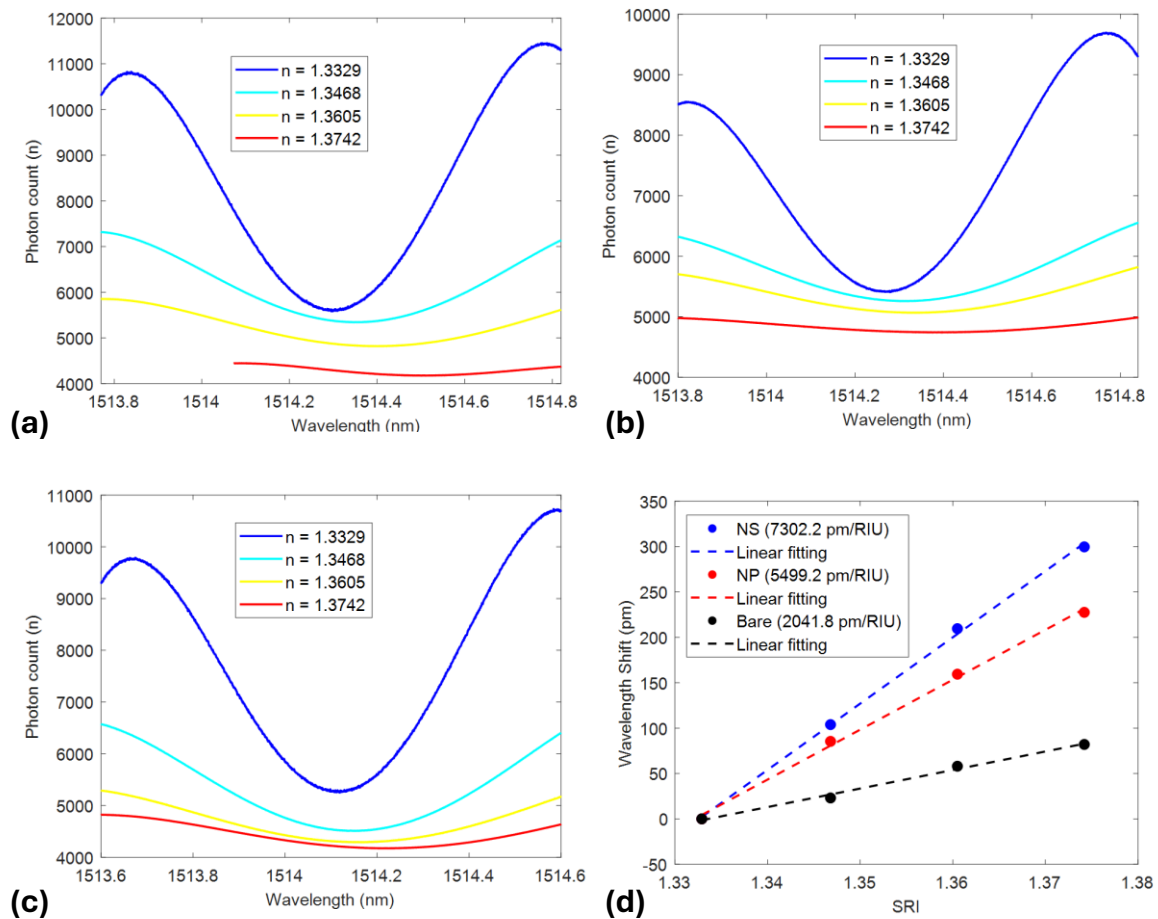 12000
11000
10000
9000
8000
7000
6000
5000
4000
Photon count (n)
n = 1.3329
n = 1.3468
n = 1.3605
n = 1.3742
1513.8 1514 1514.2 1514.4 1514.6 1514.8
Wavelength (nm)
(a)
10000
9000
8000
7000
6000
5000
4000
Photon count (n)
n = 1.3329
n = 1.3468
n = 1.3605
n = 1.3742
1513.8 1514 1514.2 1514.4 1514.6 1514.8
Wavelength (nm)
(b)
11000
10000
9000
8000
7000
6000
5000
4000
Photon count (n)
n = 1.3329
n = 1.3468
n = 1.3605
n = 1.3742
1513.6 1513.8 1514 1514.2 1514.4 1514.6
Wavelength (nm)
(c)
350
300
250
200
150
100
50
0
-50
Wavelength Shift (pm)
NS (7302.2 pm/RIU)
Linear fitting
NP (5499.2 pm/RIU)
Linear fitting
Bare (2041.8 pm/RIU)
Linear fitting
1.33 1.34 1.35 1.36 1.37 1.38
SRI
(d)